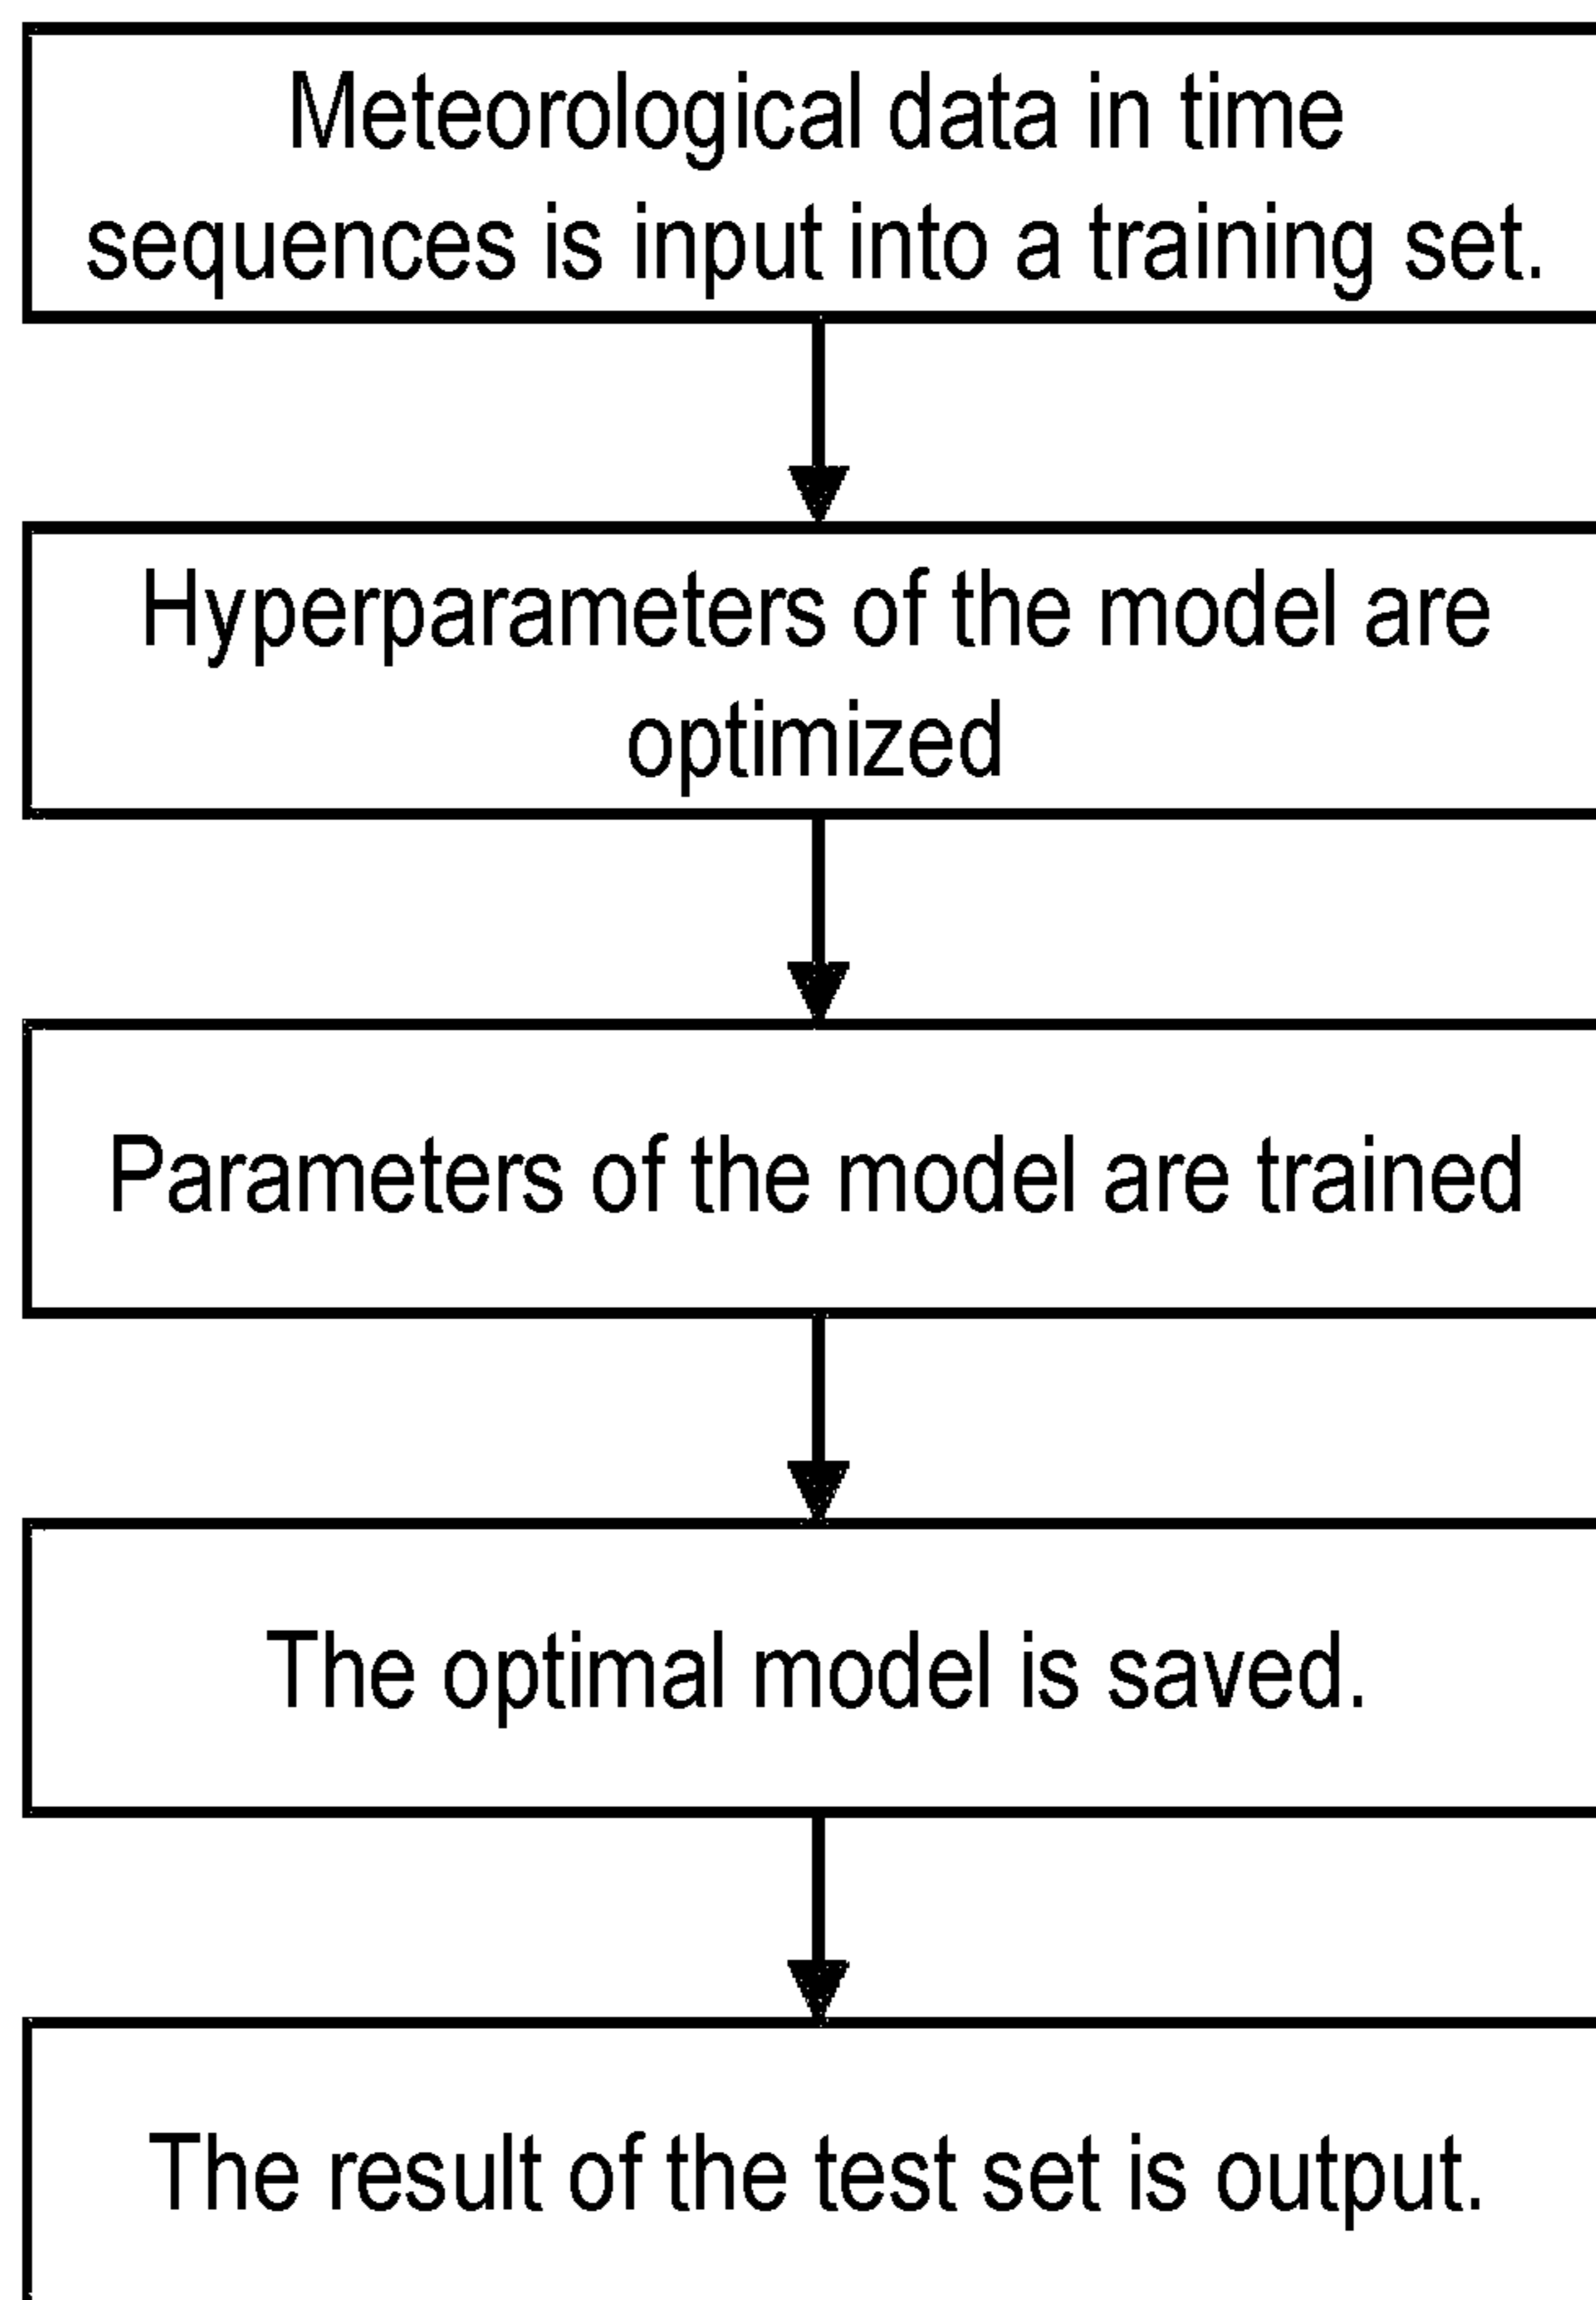 Meteorological data in time
sequences is input into a training set.
Hyperparameters of the model are
optimized
Parameters of the model are trained
The optimal model is saved.
The result of the test set is output.